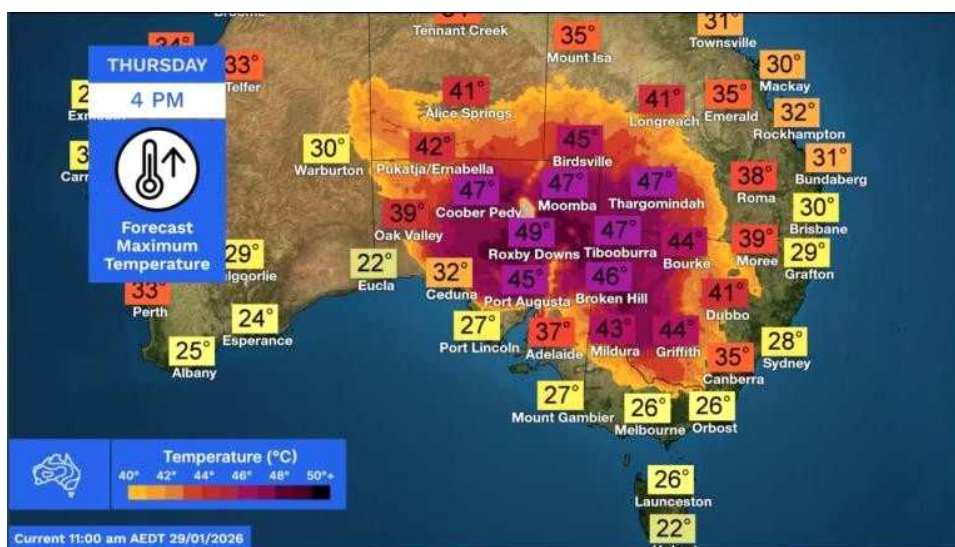 THURSDAY
4 PM
Forecast
Maximum
Temperature
Broome
Tennant Creek
35°
Mount Isa
31°
Townsville
34°
33°
Telfer
41°
Alice Springs
41°
Longreach
35°
Emerald
30°
Mackay
32°
Rockhampton
30°
Warburton
42°
Pukatja/Ernabella
45°
Birdsville
38°
Roma
31°
Bundaberg
47°
Coober Pedy
47°
Moomba
47°
Thargomindah
30°
Brisbane
39°
Oak Valley
49°
Roxby Downs
47°
Tibooburra
44°
Bourke
39°
Moree
29°
Grafton
29°
22°
Eucla
32°
Ceduna
45°
Port Augusta
46°
Broken Hill
41°
Dubbo
33°
Perth
24°
Esperance
25°
Albany
27°
Port Lincoln
37°
Adelaide
43°
Mildura
44°
Griffith
35°
Canberra
28°
Sydney
27°
Mount Gambier
26°
Melbourne
26°
Orbost
26°
Launceston
22°
Temperature (°C)
40° 42° 44° 46° 48° 50°+
Current 11:00 am AEDT 29/01/2026